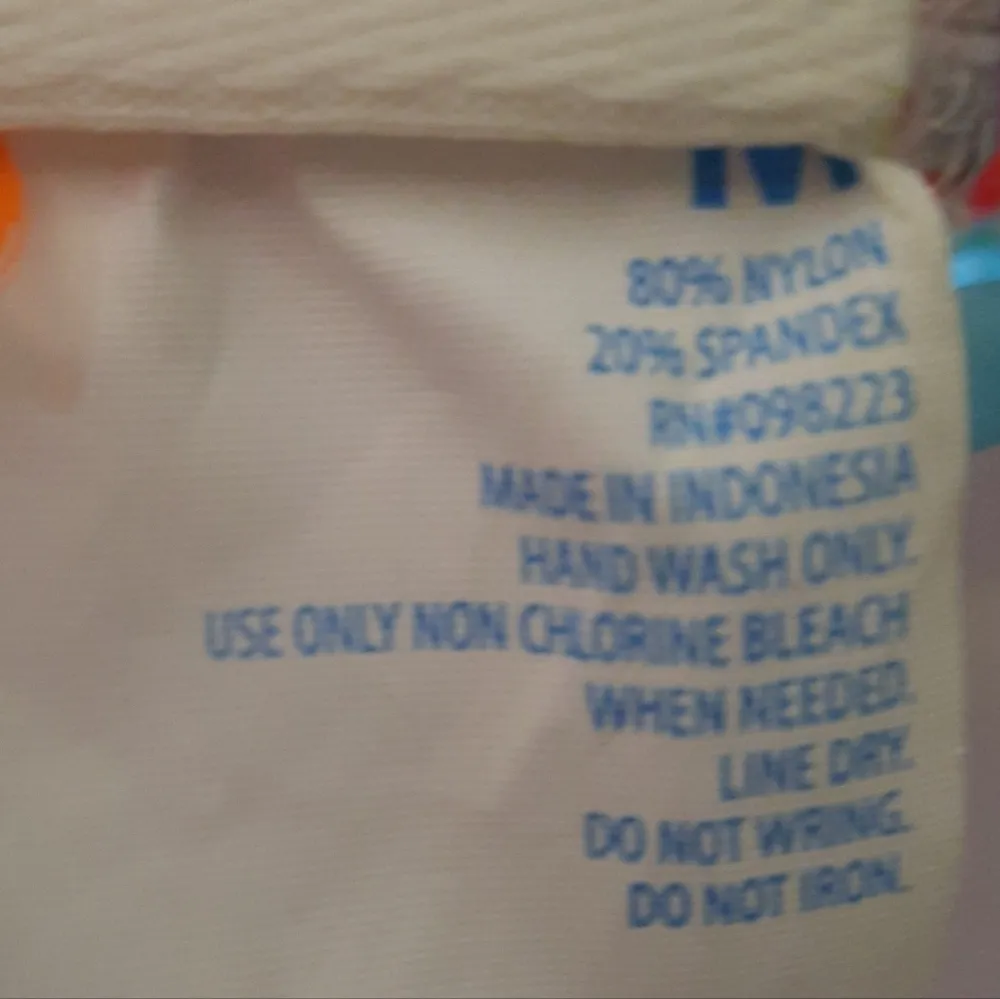 M
80% NYLON
20% SPANDEX
RN#098223
MADE IN INDONESIA
HAND WASH ONLY.
USE ONLY NON CHLORINE BLEACH
WHEN NEEDED.
LINE DRY.
DO NOT WRING.
DO NOT IRON.